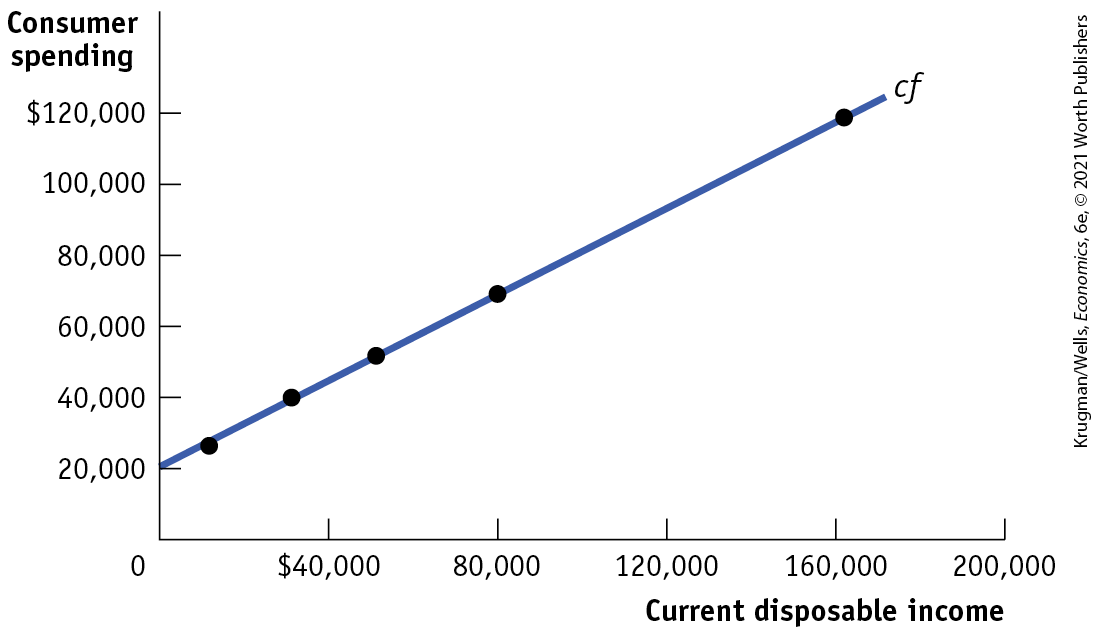 Consumer
spending
$120,000
100,000
80,000
60,000
40,000
20,000
cf
0 $40,000 80,000 120,000 160,000 200,000
Current disposable income
Krugman/Wells, Economics, 6e, © 2021 Worth Publishers